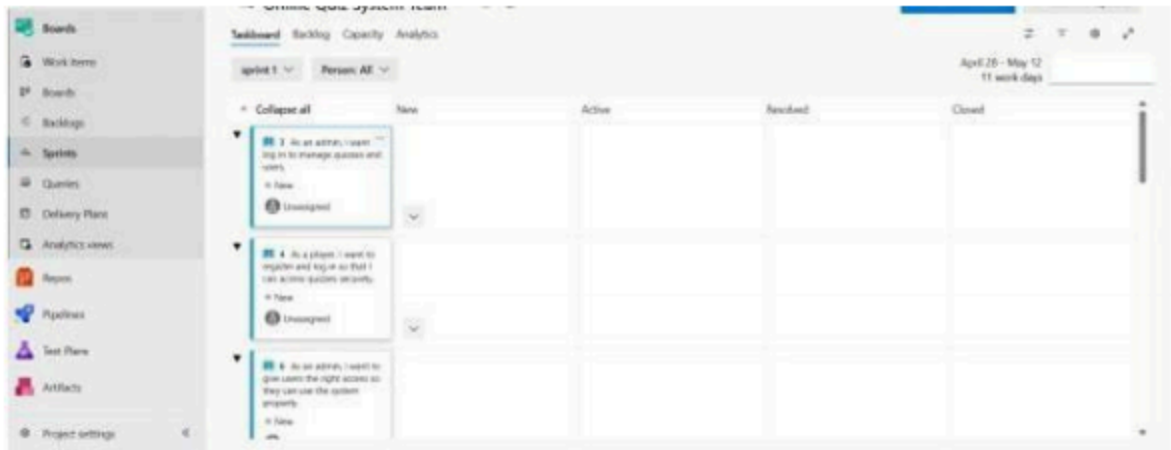 Online Quiz System Team
Boards
Taskboard Backlog Capacity Analytics
Work items
sprint 1 Person: All
April 28 - May 12
11 work days
Boards
Collapse all New Active Resolved Closed
Backlogs
3 As an admin, I want
log in to manage quizzes and
users.
New
Unassigned
Sprints
Queries
Delivery Plans
Analytics views
4 As a player I want to
register and log in so that I
can access quizzes securely.
New
Unassigned
Repos
Pipelines
Test Plans
Artifacts
6 As an admin, I want to
give users the right access so
they can use the system
properly.
New
Project settings